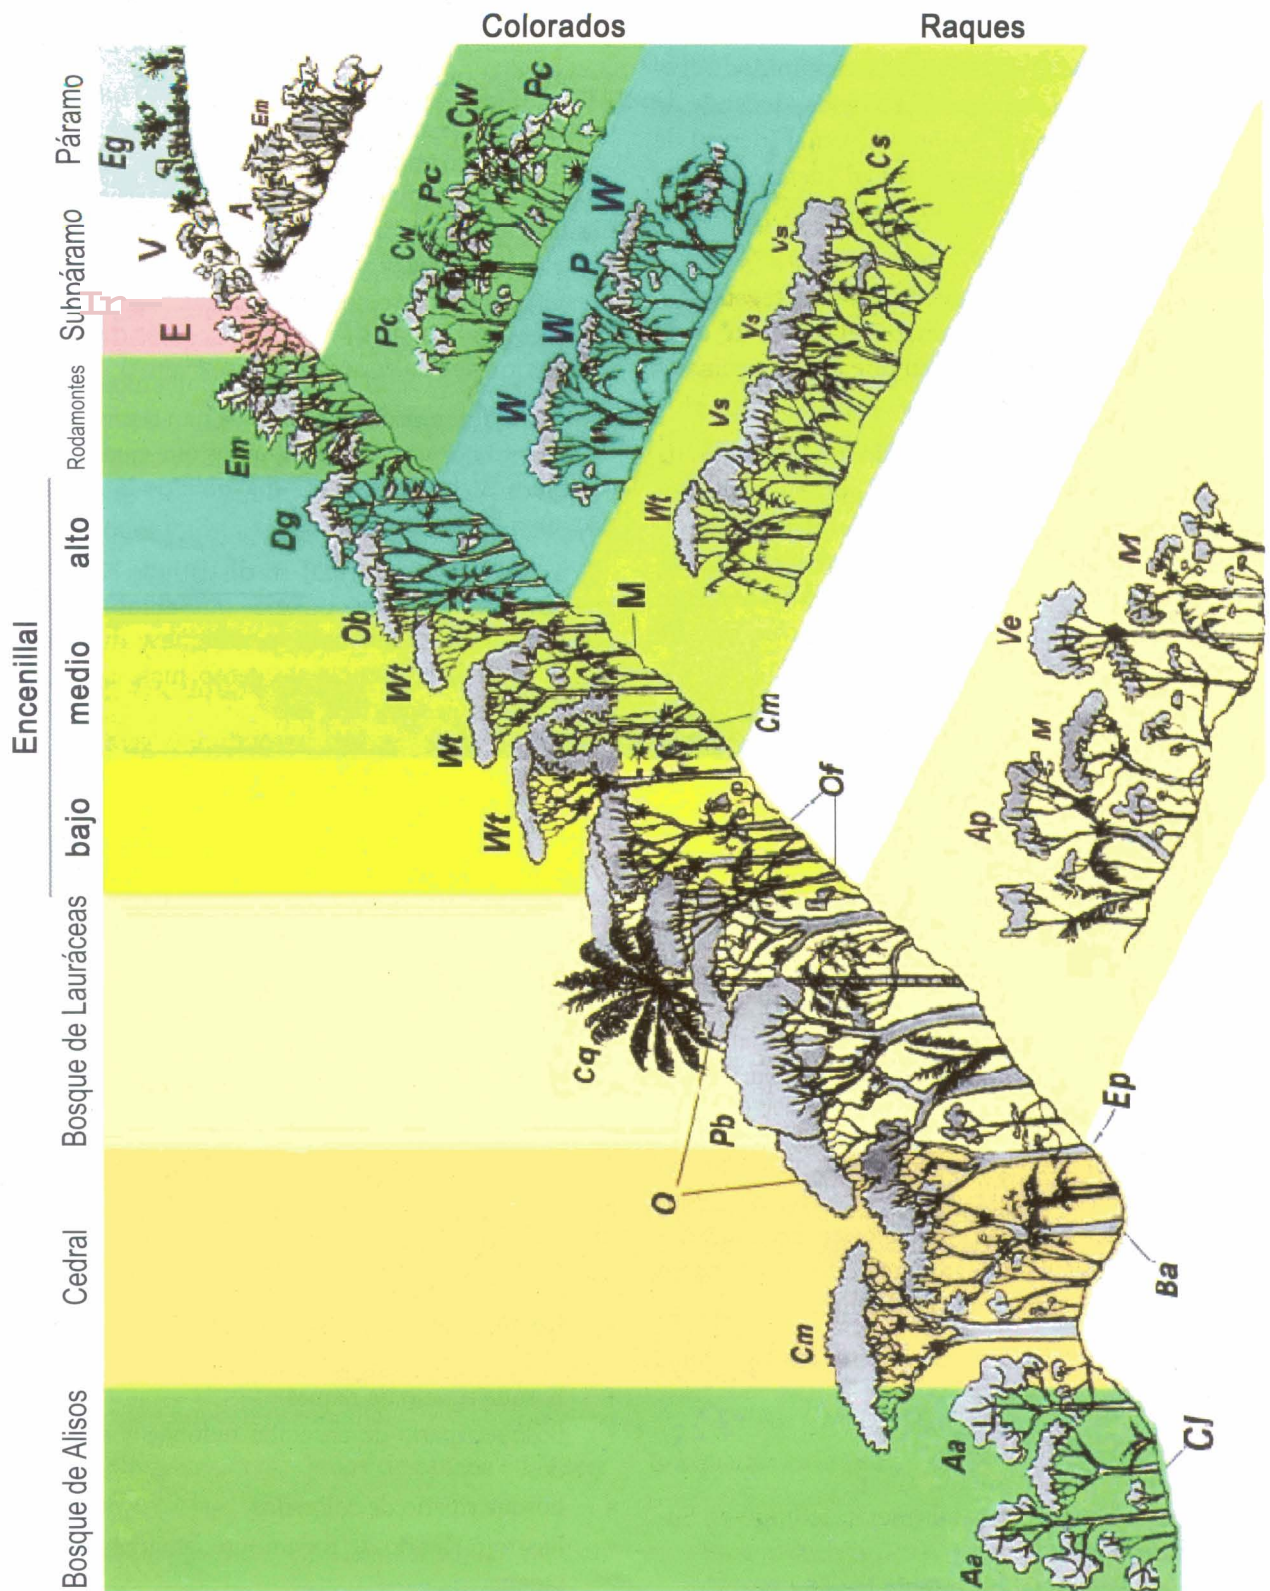 Colorados
Raques
Páramo
Subpáramo
Rodamontes
Encenillal
alto
medio
bajo
Bosque de Lauráceas
Cedral
Bosque de Alisos
Eg
V
A
Em
E
Em
Pc
Cw
Pc
Cw
Pc
Dg
W
W
P
W
Ob
Wt
M
Wt
Vs
Vs
Vs
Cs
Wt
Wt
Cm
Of
Cq
Pb
O
Ep
Ap
M
Ve
M
Cm
Ba
Aa
Aa
Cl